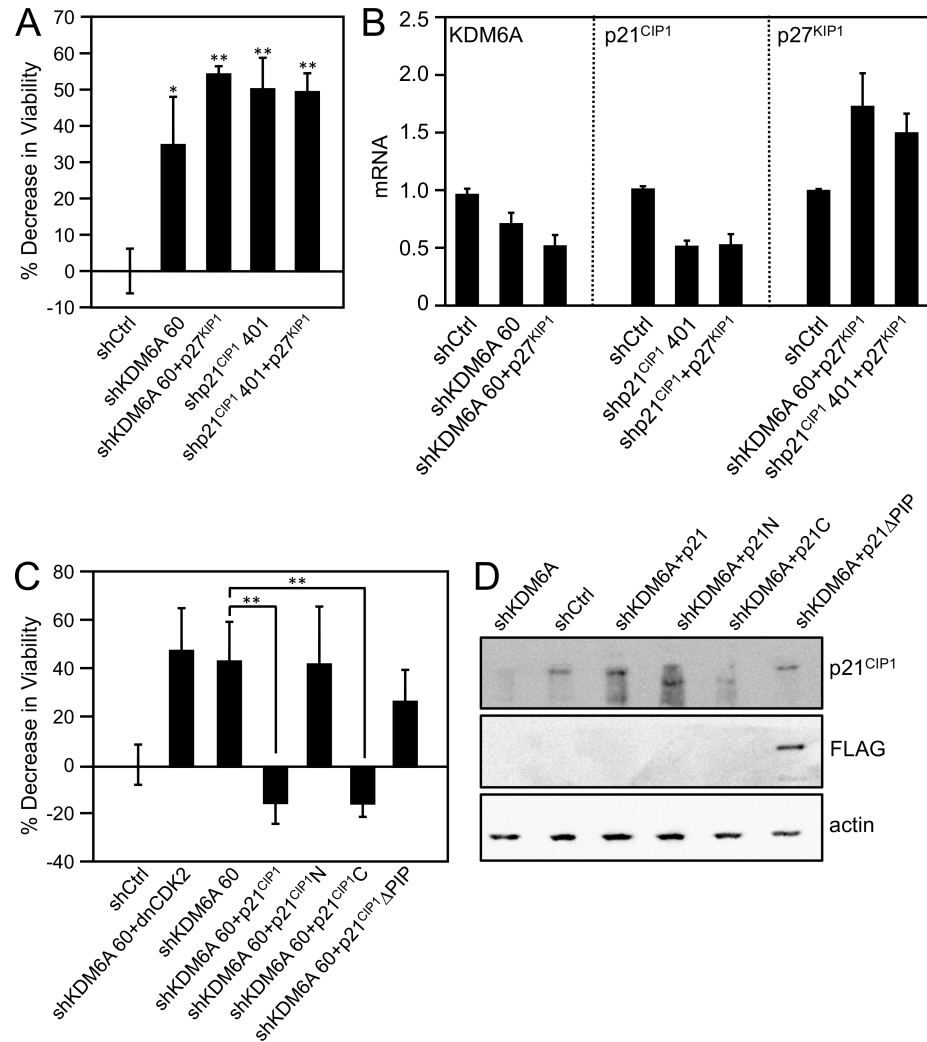 A
% Decrease in Viability
70
60
50
40
30
20
10
0
-10
*
**
**
**
shCtrl
shKDM6A 60
shKDM6A 60+p27KIP1
shp21CIP1 401
shp21CIP1 401+p27KIP1
B
mRNA
2.5
2.0
1.5
1.0
0.5
0
KDM6A
p21CIP1
p27KIP1
shCtrl
shKDM6A 60
shKDM6A 60+p27KIP1
shCtrl
shp21CIP1 401
shp21CIP1+p27KIP1
shCtrl
shKDM6A 60+p27KIP1
shp21CIP1 401+p27KIP1
C
% Decrease in Viability
80
60
40
20
0
-20
-40
**
**
shCtrl
shKDM6A 60+dnCDK2
shKDM6A 60
shKDM6A 60+p21CIP1
shKDM6A 60+p21CIP1N
shKDM6A 60+p21CIP1C
shKDM6A 60+p21CIP1ΔPIP
D
shKDM6A
shCtrl
shKDM6A+p21
shKDM6A+p21N
shKDM6A+p21C
shKDM6A+p21ΔPIP
p21CIP1
FLAG
actin